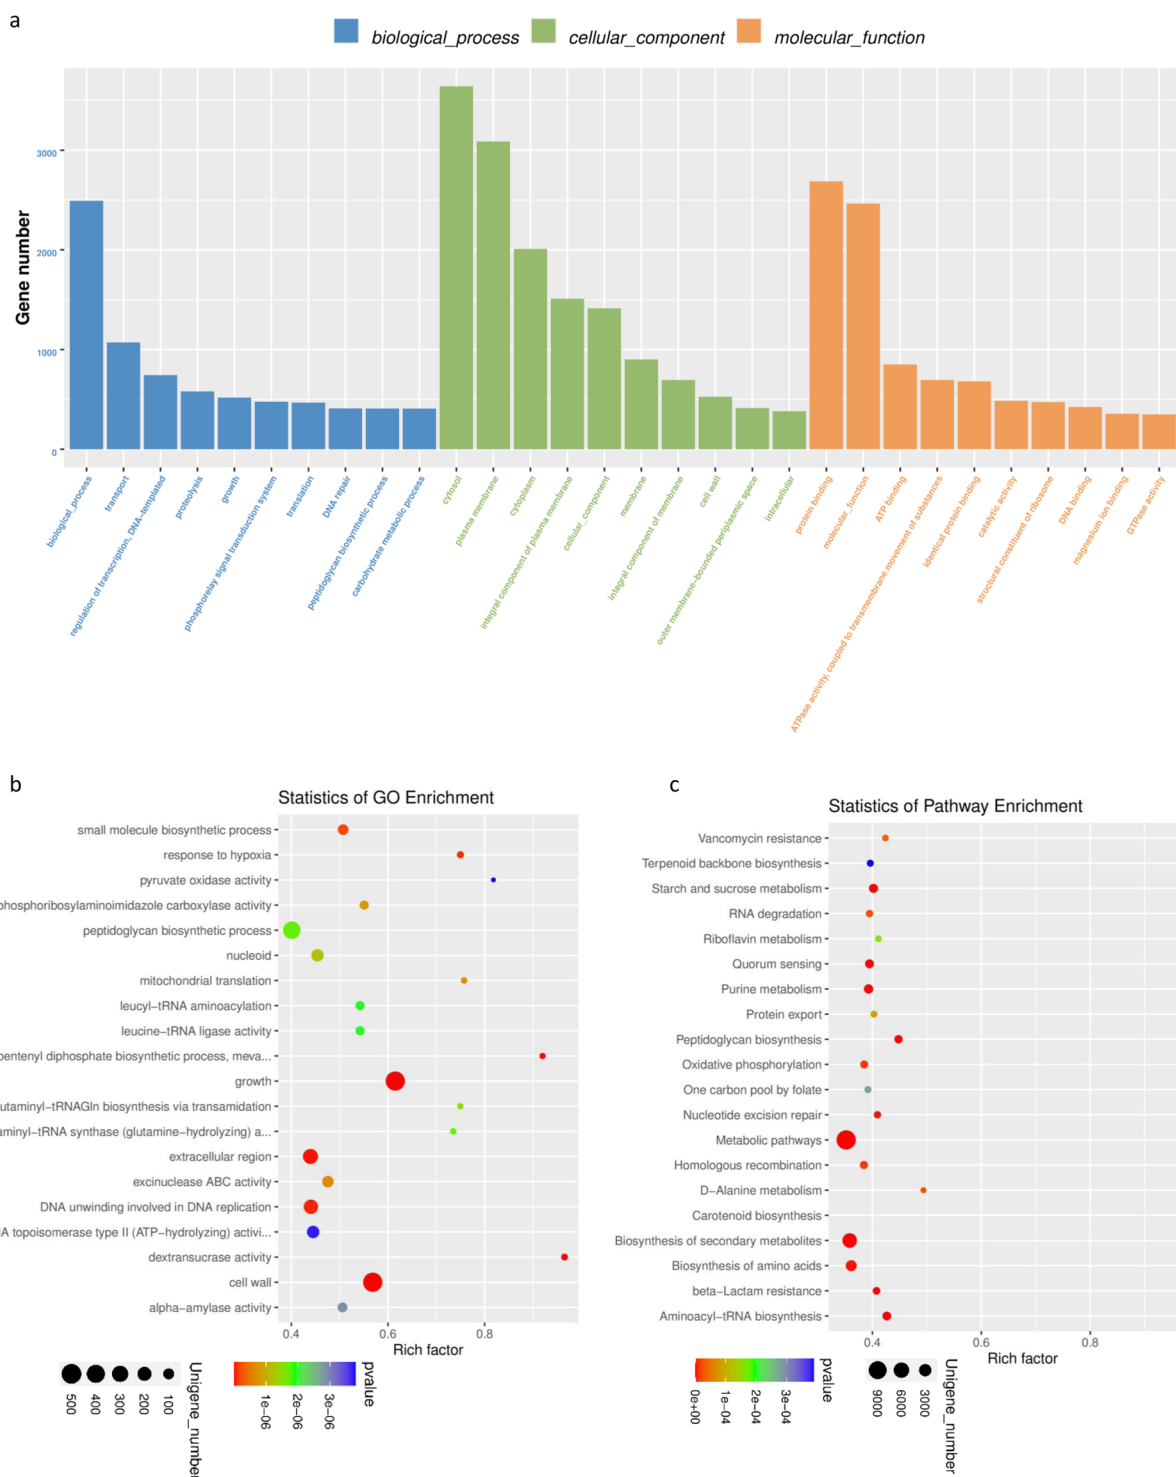 a
biological_process
cellular_component
molecular_function
Gene number
3000
2000
1000
0
biological_process
transport
regulation of transcription, DNA−templated
proteolysis
growth
phosphorelay signal transduction system
translation
DNA repair
peptidoglycan biosynthetic process
carbohydrate metabolic process
cytosol
plasma membrane
cytoplasm
integral component of plasma membrane
cellular_component
membrane
integral component of membrane
cell wall
outer membrane−bounded periplasmic space
intracellular
protein binding
molecular_function
ATP binding
ATPase activity, coupled to transmembrane movement of substances
identical protein binding
catalytic activity
structural constituent of ribosome
DNA binding
magnesium ion binding
GTPase activity
b
Statistics of GO Enrichment
small molecule biosynthetic process
response to hypoxia
pyruvate oxidase activity
phosphoribosylaminoimidazole carboxylase activity
peptidoglycan biosynthetic process
nucleoid
mitochondrial translation
leucyl−tRNA aminoacylation
leucine−tRNA ligase activity
pentenyl diphosphate biosynthetic process, meva...
growth
utaminyl−tRNAGln biosynthesis via transamidation
aminyl−tRNA synthase (glutamine−hydrolyzing) a...
extracellular region
excinuclease ABC activity
DNA unwinding involved in DNA replication
A topoisomerase type II (ATP−hydrolyzing) activi...
dextransucrase activity
cell wall
alpha−amylase activity
0.4 0.6 0.8
Rich factor
500 400 300 200 100
Unigene_number
1e−06 2e−06 3e−06
pvalue
c
Statistics of Pathway Enrichment
Vancomycin resistance
Terpenoid backbone biosynthesis
Starch and sucrose metabolism
RNA degradation
Riboflavin metabolism
Quorum sensing
Purine metabolism
Protein export
Peptidoglycan biosynthesis
Oxidative phosphorylation
One carbon pool by folate
Nucleotide excision repair
Metabolic pathways
Homologous recombination
D−Alanine metabolism
Carotenoid biosynthesis
Biosynthesis of secondary metabolites
Biosynthesis of amino acids
beta−Lactam resistance
Aminoacyl−tRNA biosynthesis
0.4 0.6 0.8
Rich factor
0e+00 1e−04 2e−04 3e−04
pvalue
9000 6000 3000
Unigene_number